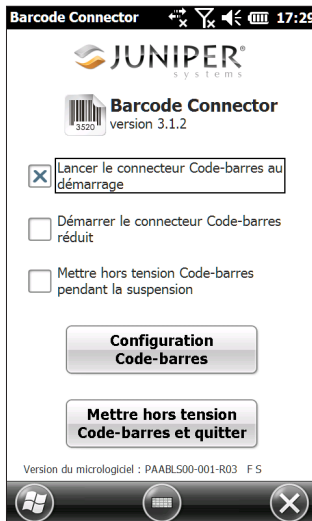 Barcode Connector 17:29
JUNIPER®
systems
Barcode Connector
3520
version 3.1.2
Lancer le connecteur Code-barres au
démarrage
Démarrer le connecteur Code-barres
réduit
Mettre hors tension Code-barres
pendant la suspension
Configuration
Code-barres
Mettre hors tension
Code-barres et quitter
Version du micrologiciel : PAABLS00-001-R03 F S